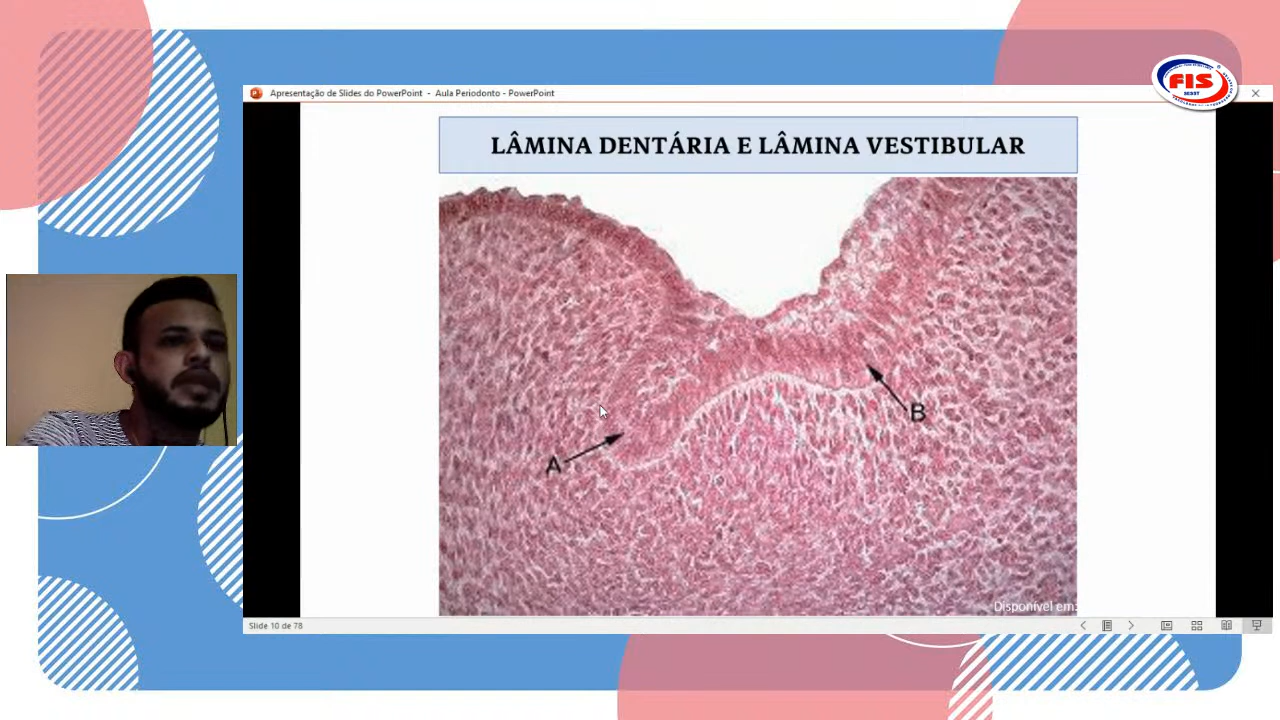 FIS
Apresentação de Slides do PowerPoint - Aula Periodonto - PowerPoint
LÂMINA DENTÁRIA E LÂMINA VESTIBULAR
A
B
Disponível em:
Slide 10 de 78